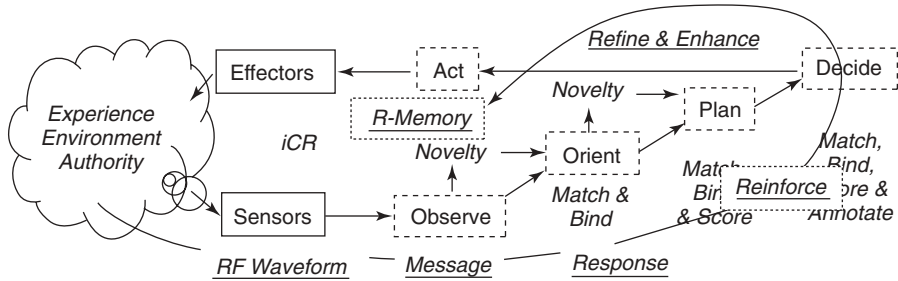 Refine & Enhance
Effectors
Act
Decide
Novelty
Plan
Experience
Environment
Authority
R-Memory
iCR
Novelty
Orient
Match &
Bind
Sensors
Observe
Match
& Score
Reinforce
Match,
Bind,
&
Annotate
RF Waveform
Message
Response